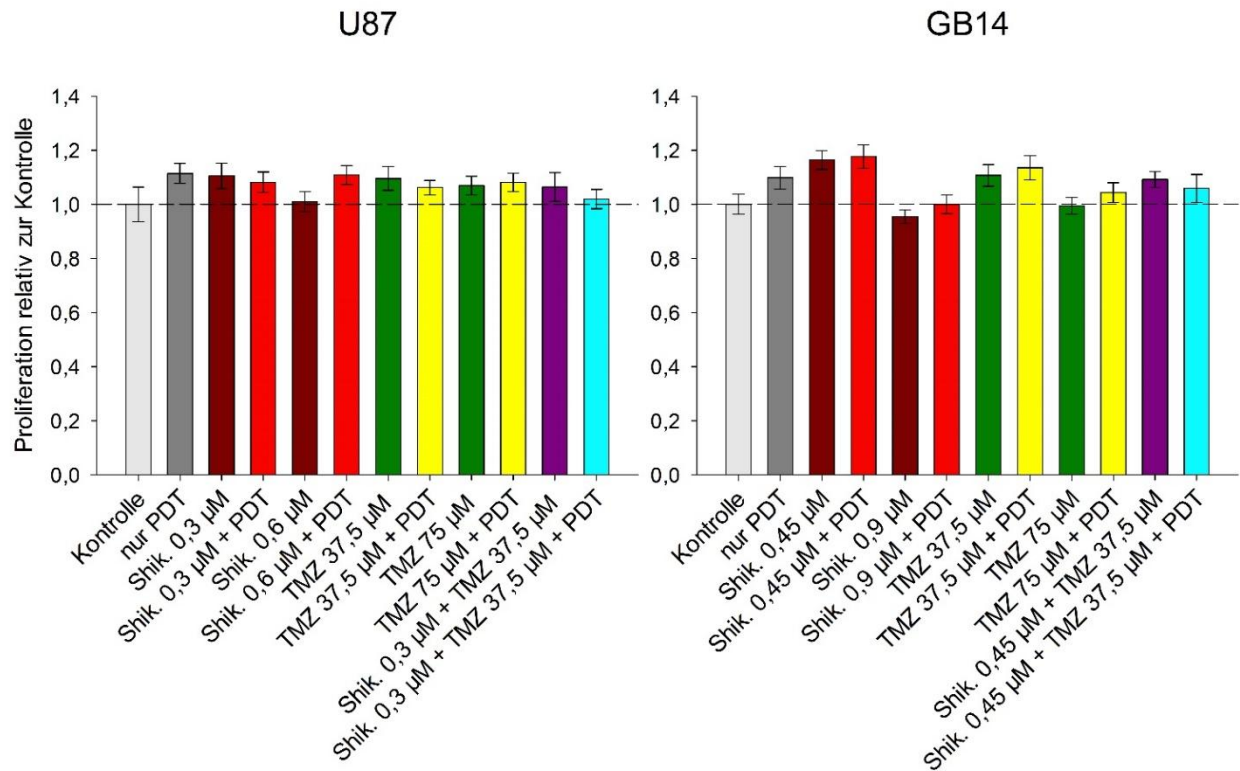 U87
Proliferation relativ zur Kontrolle
1,4
1,2
1,0
0,8
0,6
0,4
0,2
0,0
Kontrolle
nur PDT
Shik. 0,3 µM
Shik. 0,3 µM + PDT
Shik. 0,6 µM
Shik. 0,6 µM + PDT
TMZ 37,5 µM
TMZ 37,5 µM + PDT
TMZ 75 µM
TMZ 75 µM + PDT
Shik. 0,3 µM + TMZ 37,5 µM
Shik. 0,3 µM + TMZ 37,5 µM + PDT
GB14
1,4
1,2
1,0
0,8
0,6
0,4
0,2
0,0
Kontrolle
nur PDT
Shik. 0,45 µM
Shik. 0,45 µM + PDT
Shik. 0,9 µM
Shik. 0,9 µM + PDT
TMZ 37,5 µM
TMZ 37,5 µM + PDT
TMZ 75 µM
TMZ 75 µM + PDT
Shik. 0,45 µM + TMZ 37,5 µM
Shik. 0,45 µM + TMZ 37,5 µM + PDT